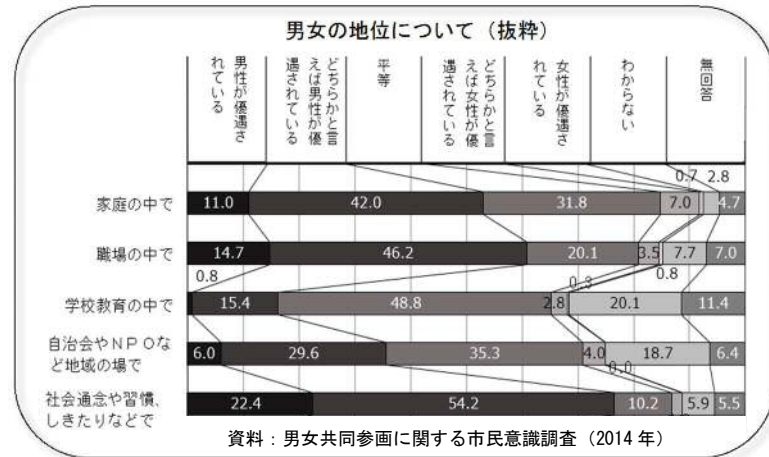 男女の地位について（抜粋）
男性が優遇さ
れている
どちらかと言
えば男性が優
遇されている
平等
どちらかと言
えば女性が優
遇されている
女性が優遇さ
れている
わからない
無回答
0.7 2.8
家庭の中で 11.0 42.0 31.8 7.0 4.7
職場の中で 14.7 46.2 20.1 3.5 7.7 7.0
0.8 0.3 0.8
学校教育の中で 15.4 48.8 2.8 20.1 11.4
自治会やＮＰＯな
ど地域の場で 6.0 29.6 35.3 4.0 18.7 6.4
0.0
社会通念や習慣、
しきたりなどで 22.4 54.2 10.2 5.9 5.5
資料：男女共同参画に関する市民意識調査（2014 年）